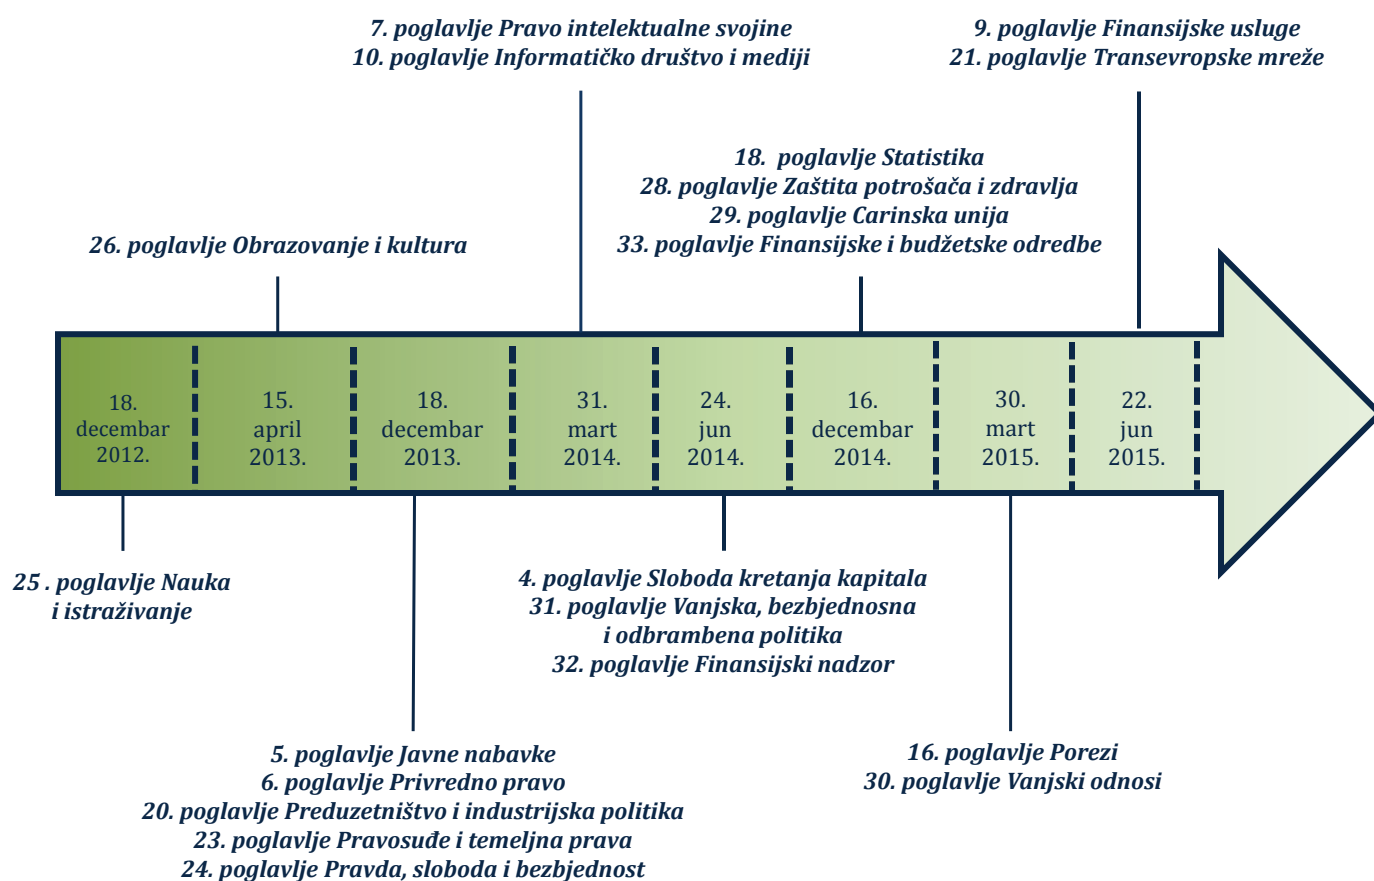 7. poglavlje Pravo intelektualne svojine
10. poglavlje Informatičko društvo i mediji
9. poglavlje Finansijske usluge
21. poglavlje Transevropske mreže
18. poglavlje Statistika
28. poglavlje Zaštita potrošača i zdravlja
29. poglavlje Carinska unija
33. poglavlje Finansijske i budžetske odredbe
26. poglavlje Obrazovanje i kultura
18.
decembar
2012.
15.
april
2013.
18.
decembar
2013.
31.
mart
2014.
24.
jun
2014.
16.
decembar
2014.
30.
mart
2015.
22.
jun
2015.
25 . poglavlje Nauka
i istraživanje
4. poglavlje Sloboda kretanja kapitala
31. poglavlje Vanjska, bezbjednosna
i odbrambena politika
32. poglavlje Finansijski nadzor
5. poglavlje Javne nabavke
6. poglavlje Privredno pravo
20. poglavlje Preduzetništvo i industrijska politika
23. poglavlje Pravosuđe i temeljna prava
24. poglavlje Pravda, sloboda i bezbjednost
16. poglavlje Porezi
30. poglavlje Vanjski odnosi